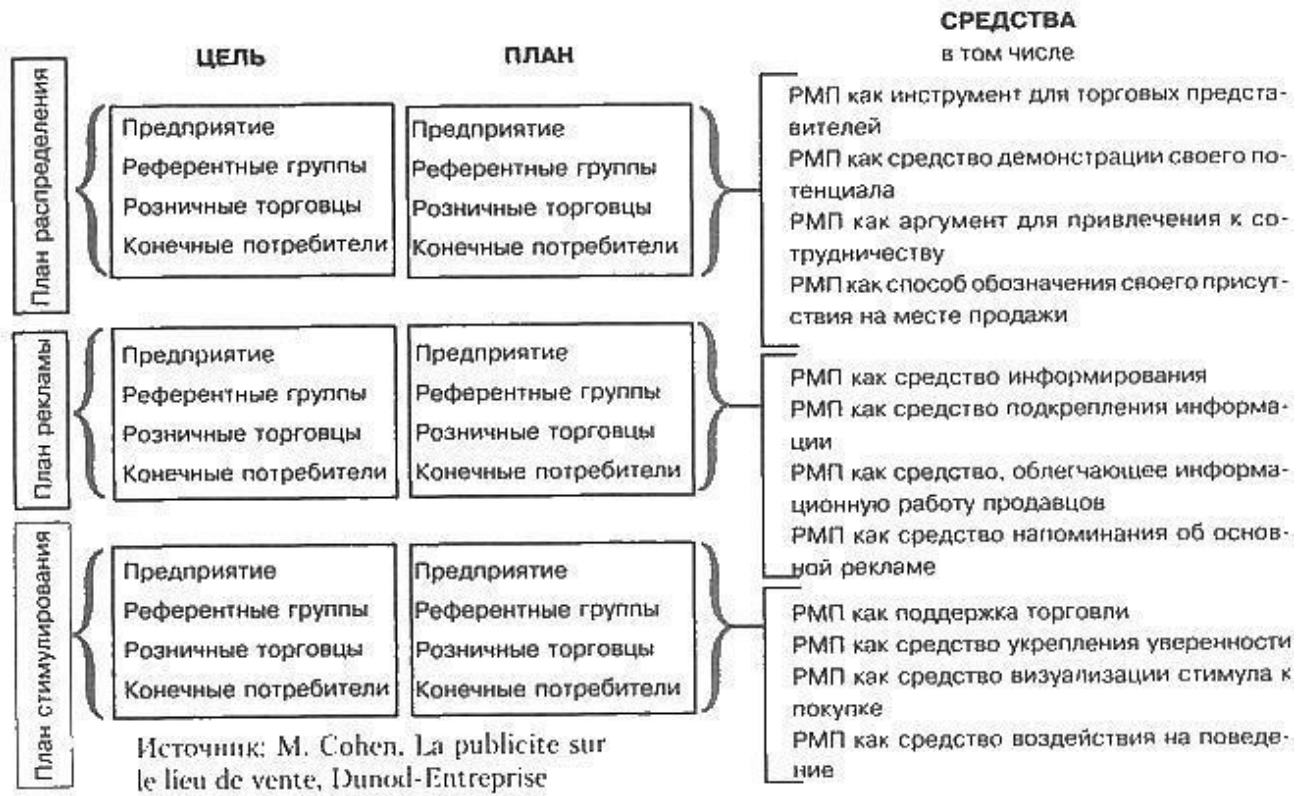 ЦЕЛЬ
ПЛАН
СРЕДСТВА
в том числе
План распределения
Предприятие
Референтные группы
Розничные торговцы
Конечные потребители
Предприятие
Референтные группы
Розничные торговцы
Конечные потребители
РМП как инструмент для торговых предста-
вителей
РМП как средство демонстрации своего по-
тенциала
РМП как аргумент для привлечения к со-
трудничеству
РМП как способ обозначения своего присут-
ствия на месте продажи
План рекламы
Предприятие
Референтные группы
Розничные торговцы
Конечные потребители
Предприятие
Референтные группы
Розничные торговцы
Конечные потребители
РМП как средство информирования
РМП как средство подкрепления информа-
ции
РМП как средство, облегчающее информа-
ционную работу продавцов
РМП как средство напоминания об основ-
ной рекламе
План стимулирования
Предприятие
Референтные группы
Розничные торговцы
Конечные потребители
Предприятие
Референтные группы
Розничные торговцы
Конечные потребители
РМП как поддержка торговли
РМП как средство укрепления уверенности
РМП как средство визуализации стимула к
покупке
РМП как средство воздействия на поведе-
ние
Источник: M. Cohen. La publicite sur
le lieu de vente, Dunod-Entreprise